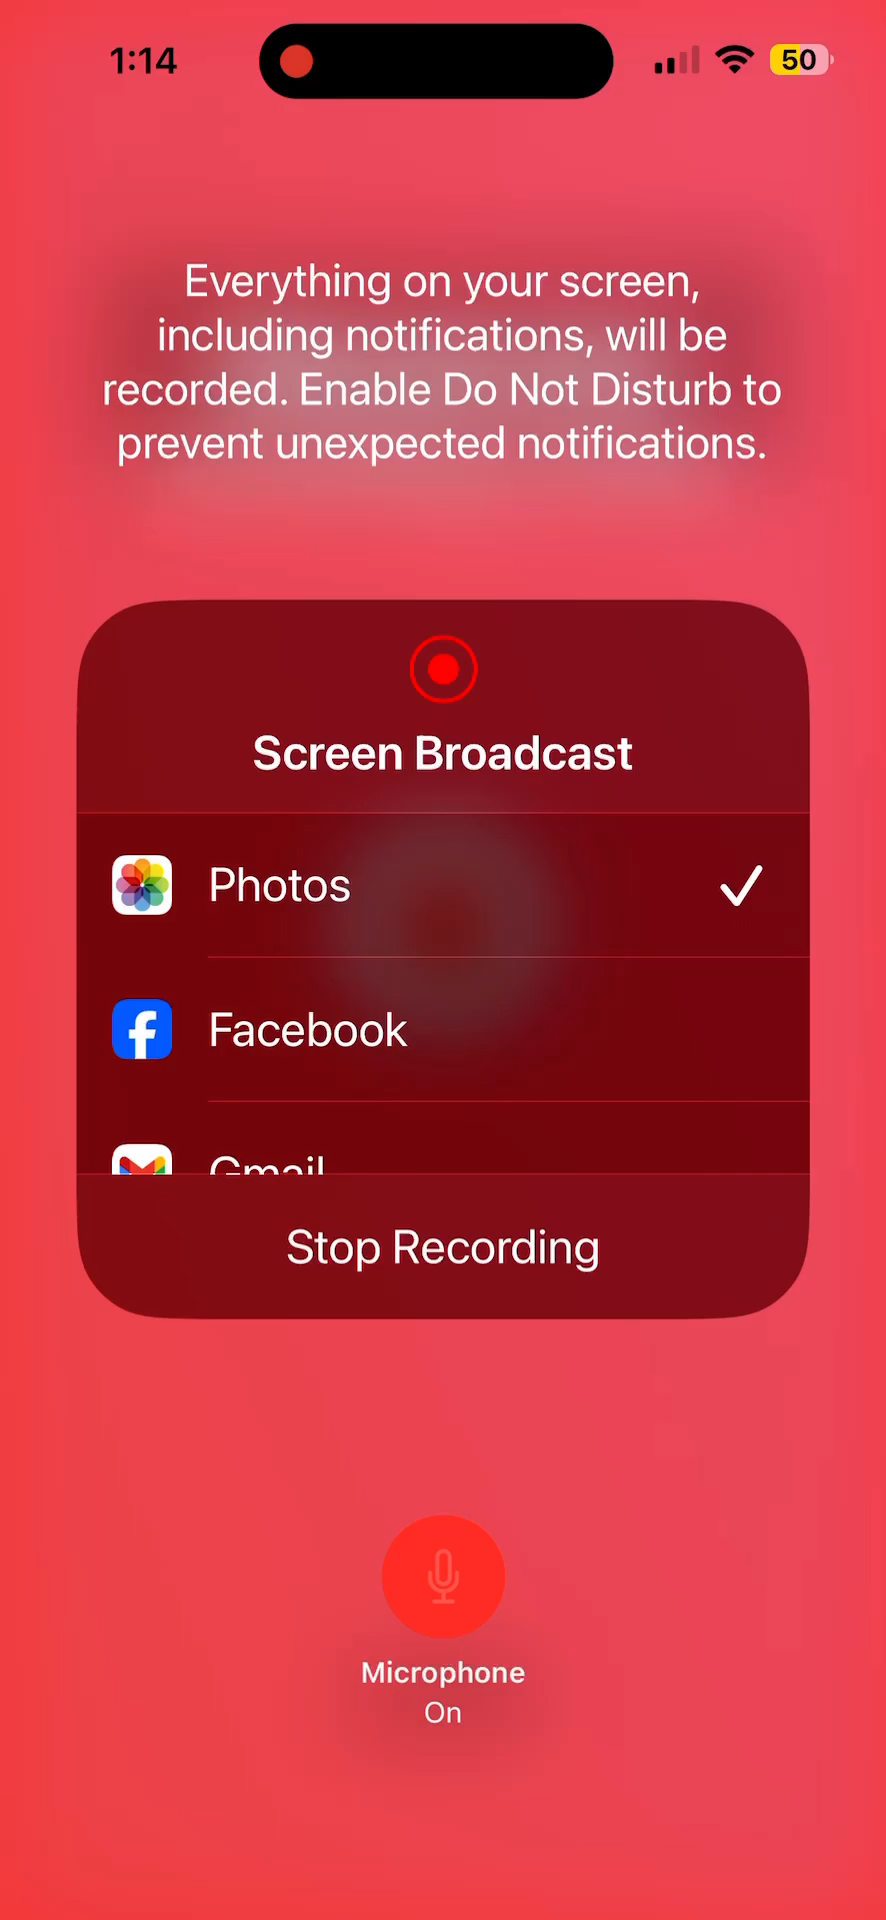 1:14
50
Everything on your screen,
including notifications, will be
recorded. Enable Do Not Disturb to
prevent unexpected notifications.
Screen Broadcast
Photos
Facebook
Gmail
Stop Recording
Microphone
On